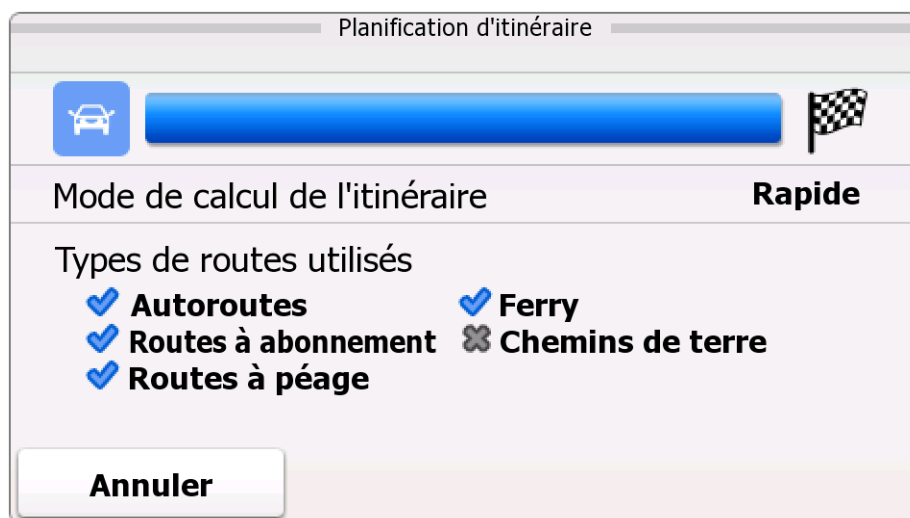 Planification d'itinéraire
Mode de calcul de l'itinéraire Rapide
Types de routes utilisés
Autoroutes Ferry
Routes à abonnement Chemins de terre
Routes à péage
Annuler